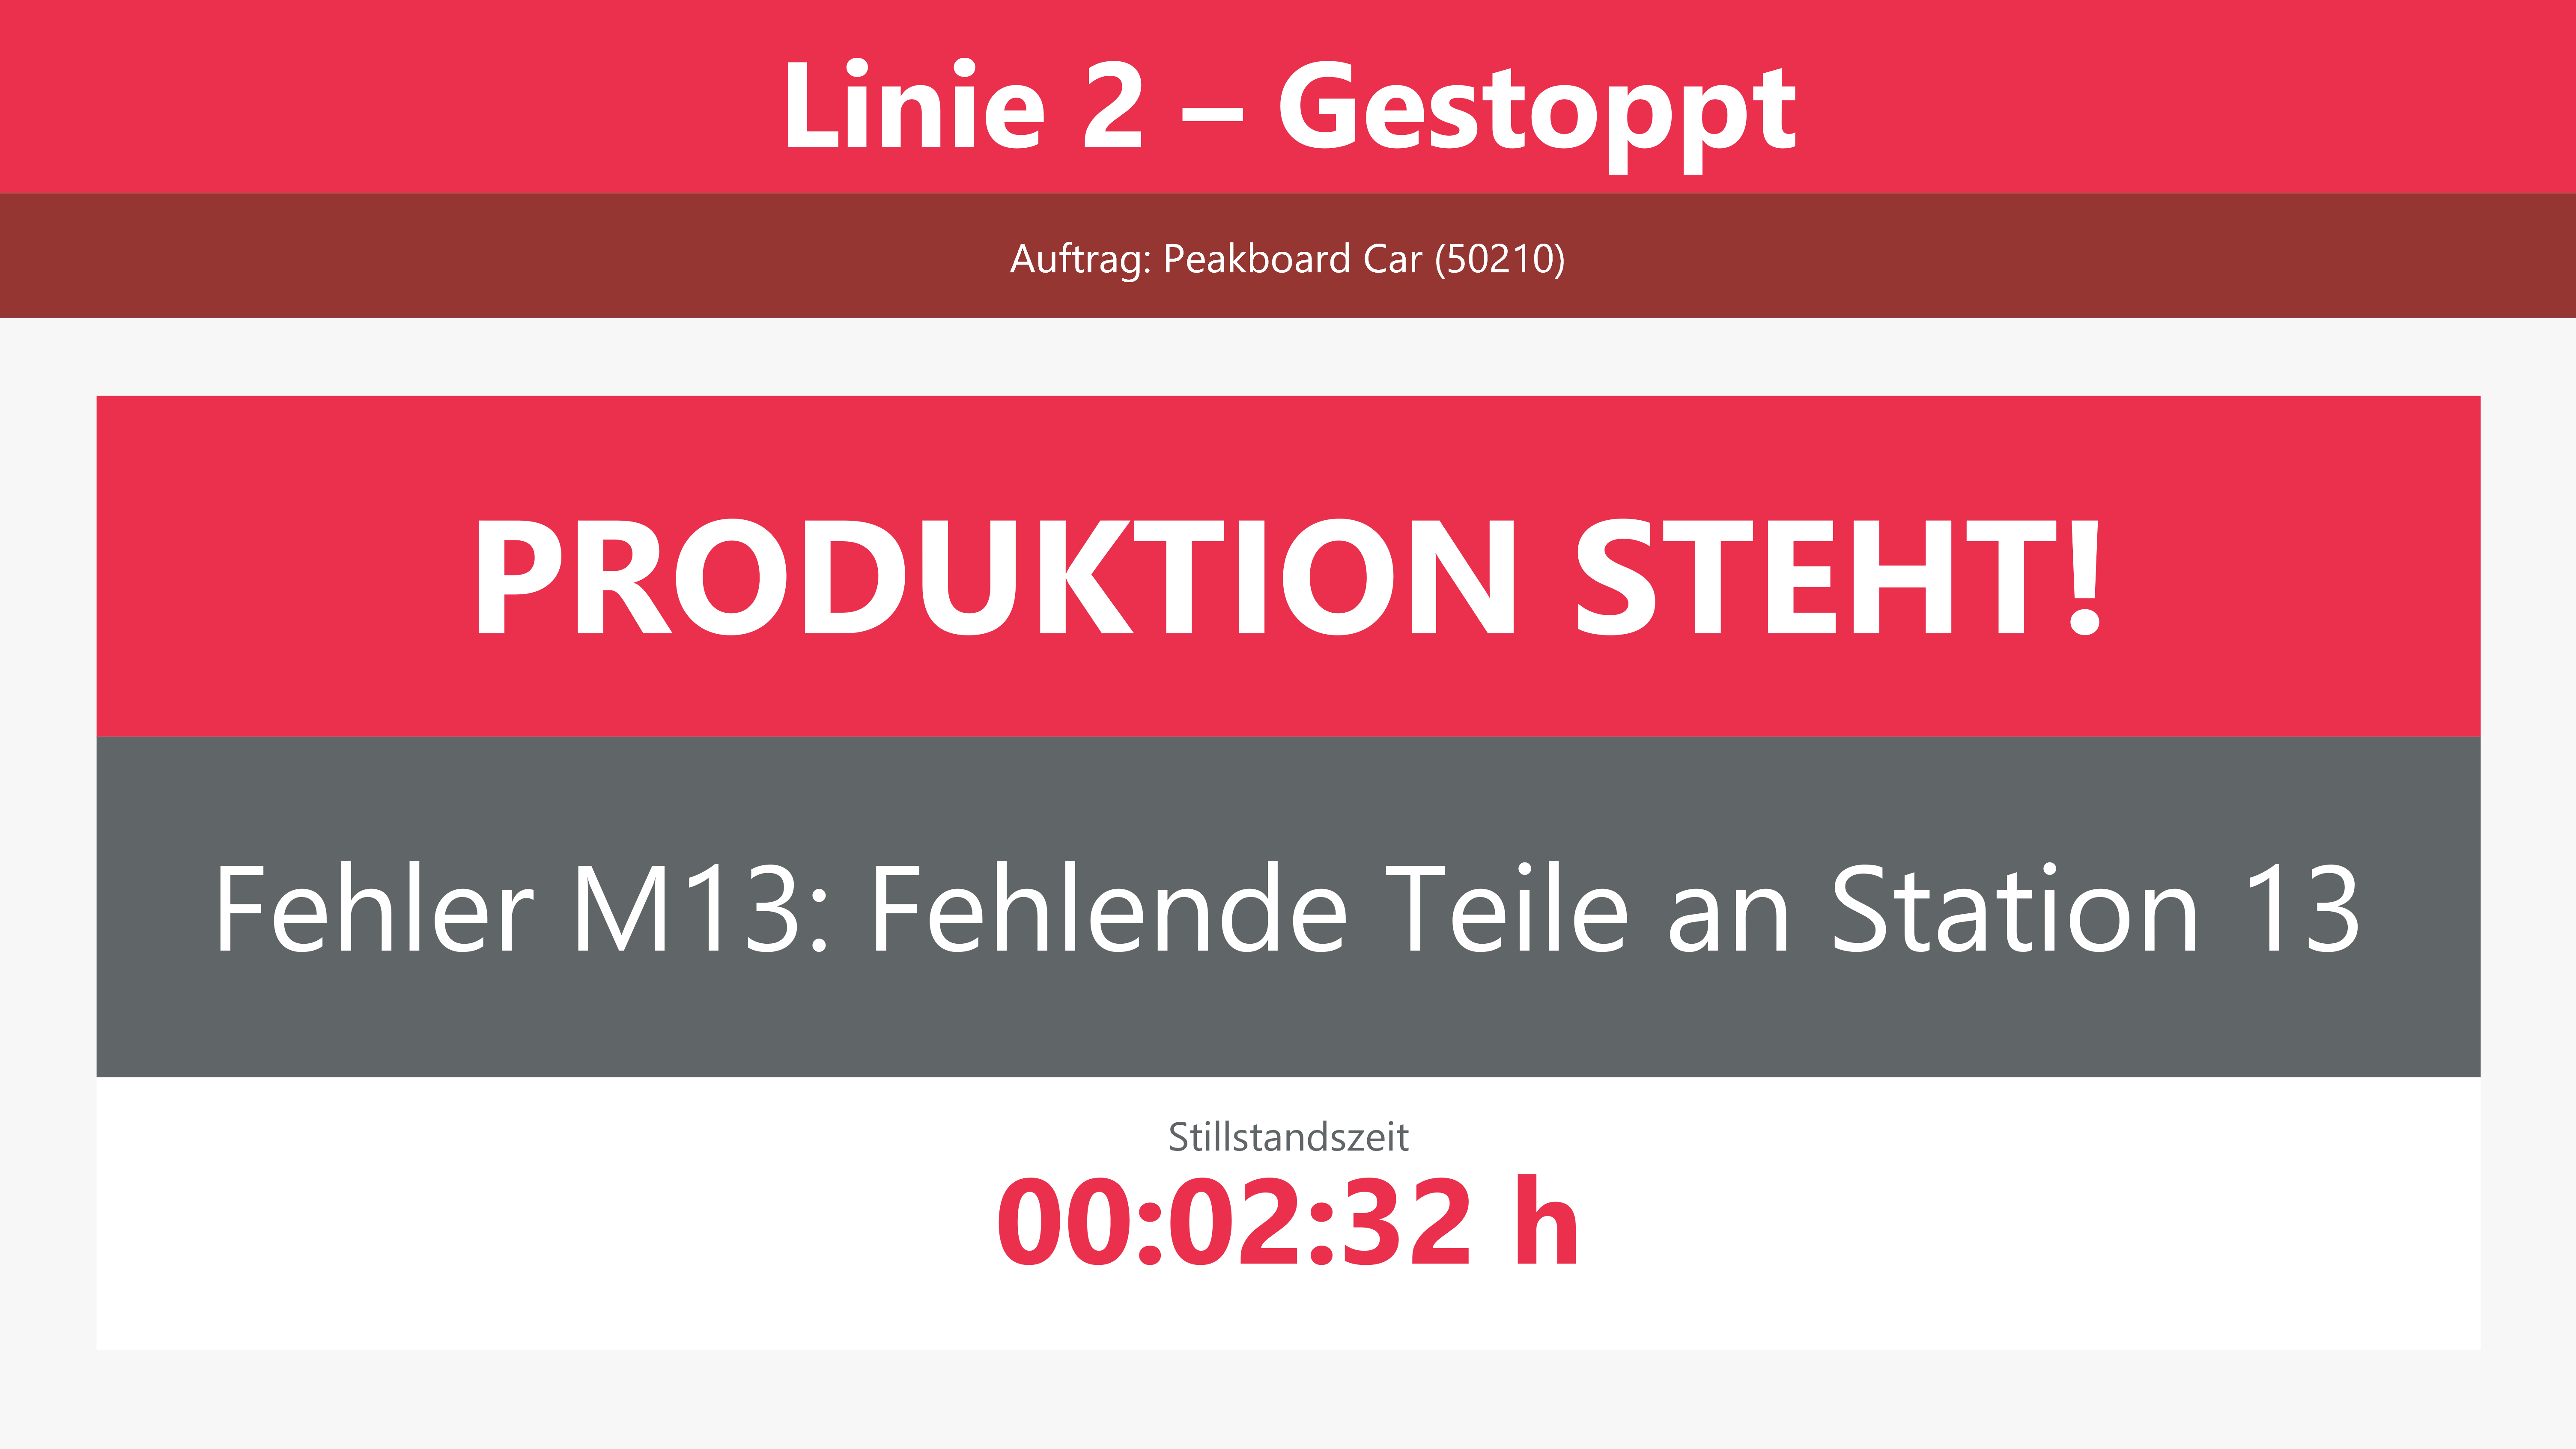 Linie 2 – Gestoppt
Auftrag: Peakboard Car (50210)
PRODUKTION STEHT!
Fehler M13: Fehlende Teile an Station 13
Stillstandszeit
00:02:32 h